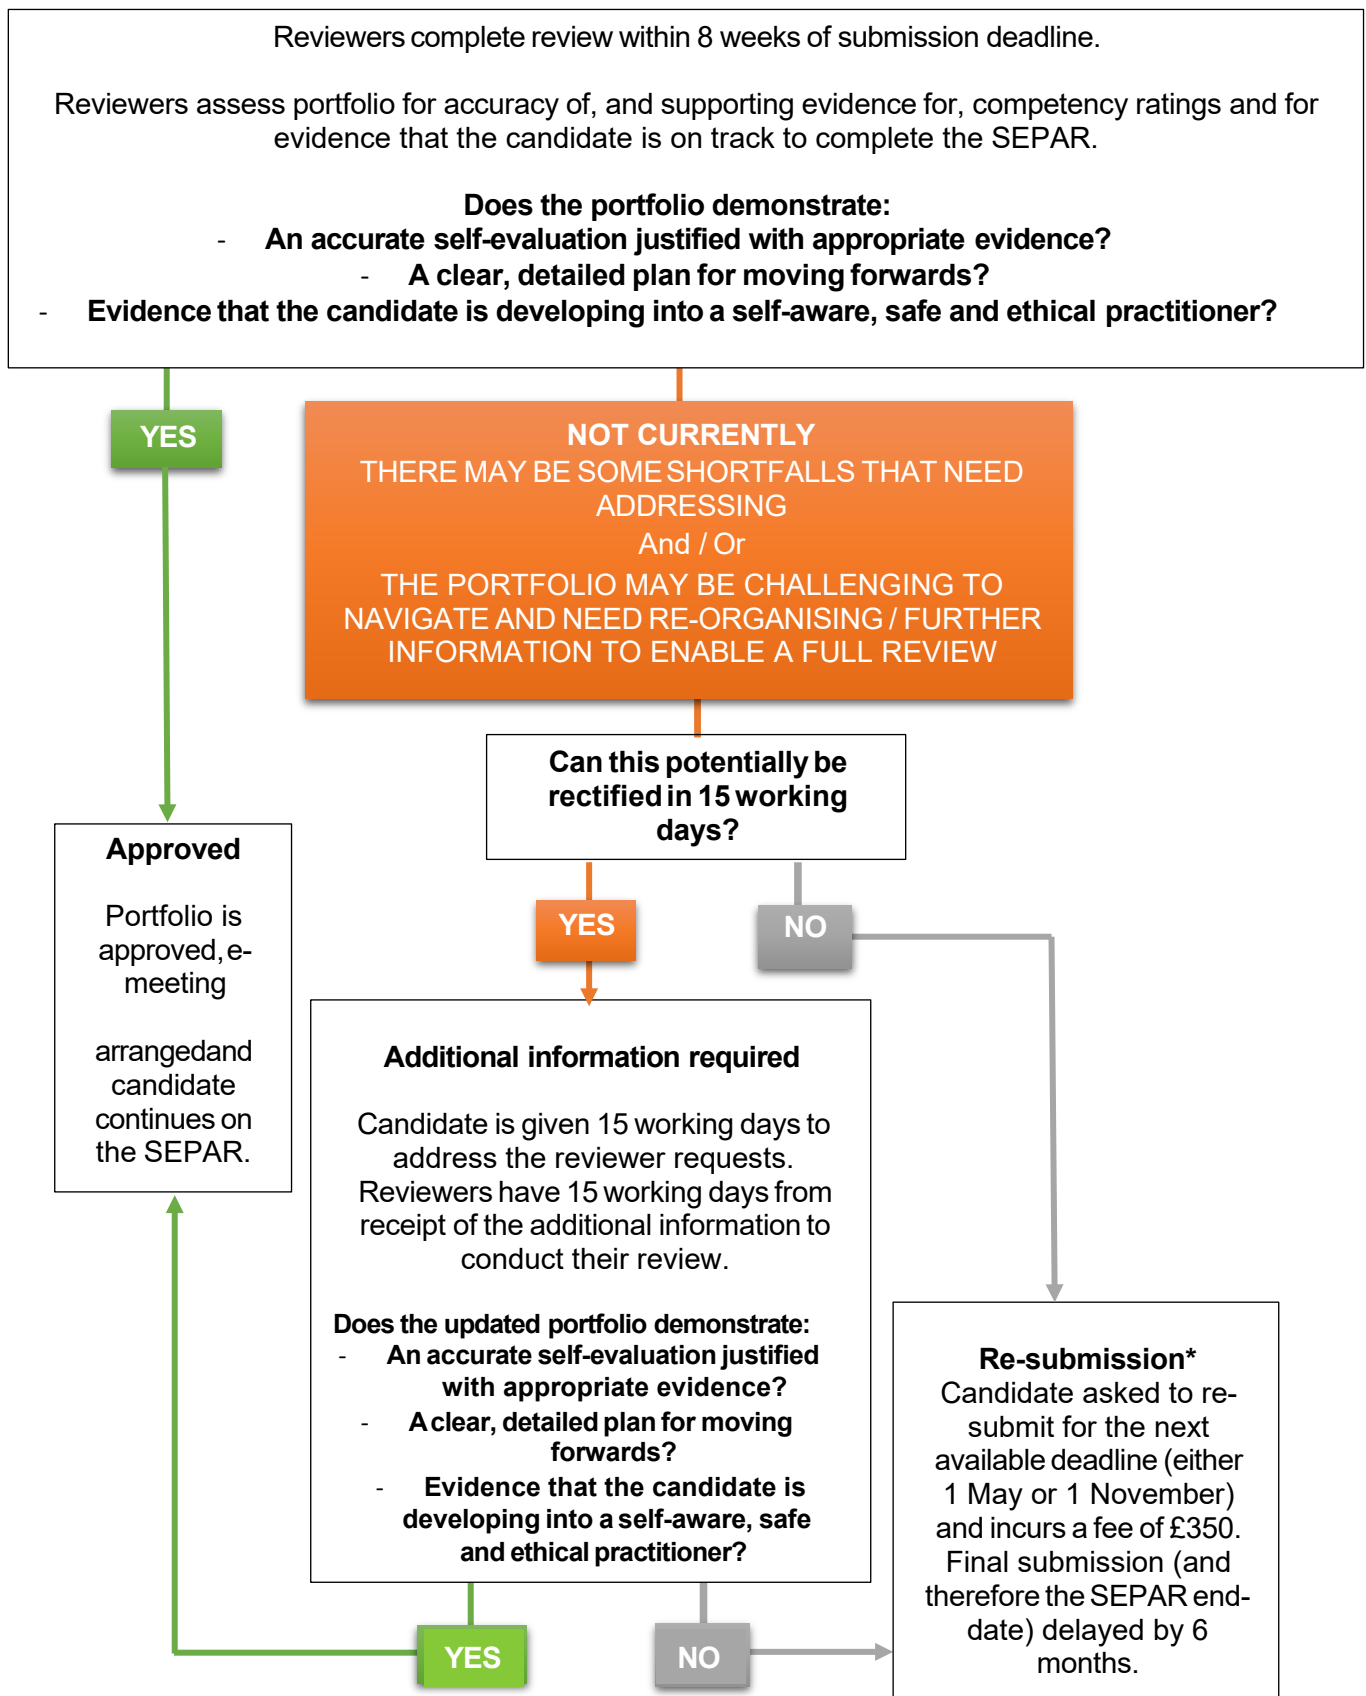 Reviewers complete review within 8 weeks of submission deadline.
Reviewers assess portfolio for accuracy of, and supporting evidence for, competency ratings and for
evidence that the candidate is on track to complete the SEPAR.
Does the portfolio demonstrate:
- An accurate self-evaluation justified with appropriate evidence?
- A clear, detailed plan for moving forwards?
- Evidence that the candidate is developing into a self-aware, safe and ethical practitioner?
YES
NOT CURRENTLY
THERE MAY BE SOME SHORTFALLS THAT NEED
ADDRESSING
And / Or
THE PORTFOLIO MAY BE CHALLENGING TO
NAVIGATE AND NEED RE-ORGANISING / FURTHER
INFORMATION TO ENABLE A FULL REVIEW
Can this potentially be
rectified in 15 working
days?
YES
NO
Approved
Portfolio is
approved, e-
meeting
arrangedand
candidate
continues on
the SEPAR.
Additional information required
Candidate is given 15 working days to
address the reviewer requests.
Reviewers have 15 working days from
receipt of the additional information to
conduct their review.
Does the updated portfolio demonstrate:
- An accurate self-evaluation justified
with appropriate evidence?
- A clear, detailed plan for moving
forwards?
- Evidence that the candidate is
developing into a self-aware, safe
and ethical practitioner?
YES
NO
Re-submission*
Candidate asked to re-
submit for the next
available deadline (either
1 May or 1 November)
and incurs a fee of £350.
Final submission (and
therefore the SEPAR end-
date) delayed by 6
months.